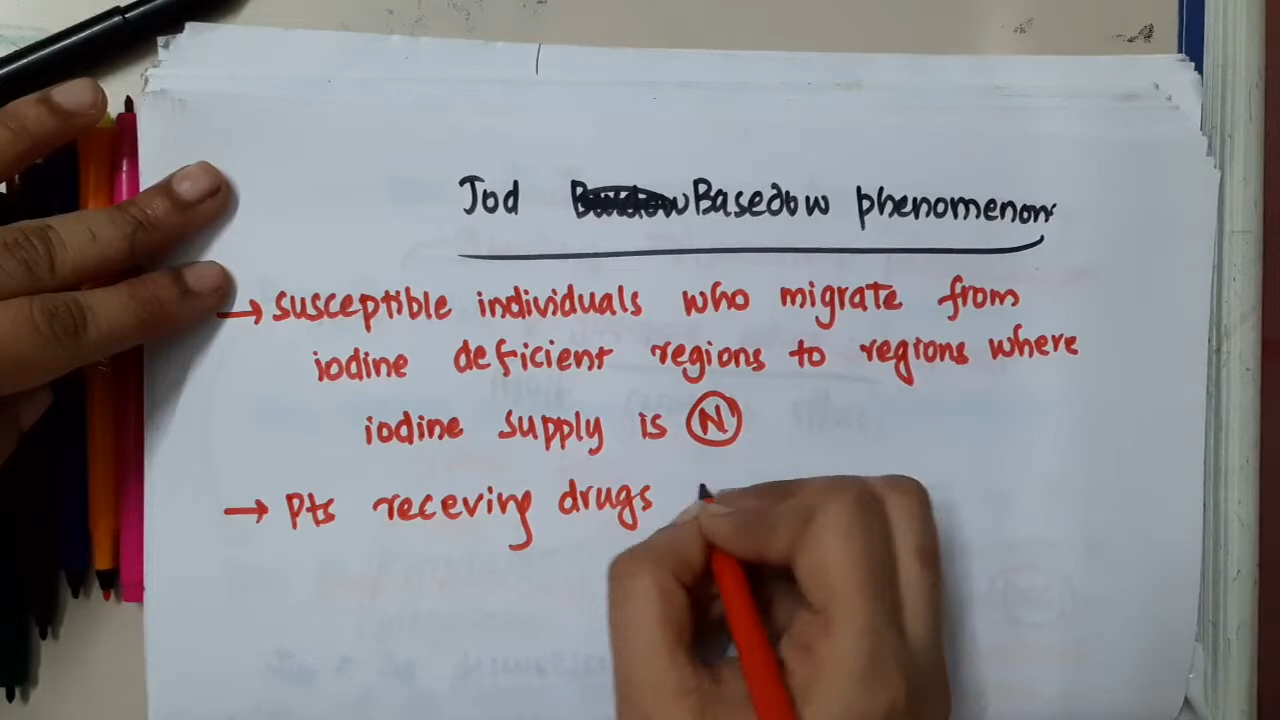 Jod Basedow phenomenon
→ susceptible individuals who migrate from
iodine deficient regions to regions where
iodine supply is N
→ Pts receving drugs